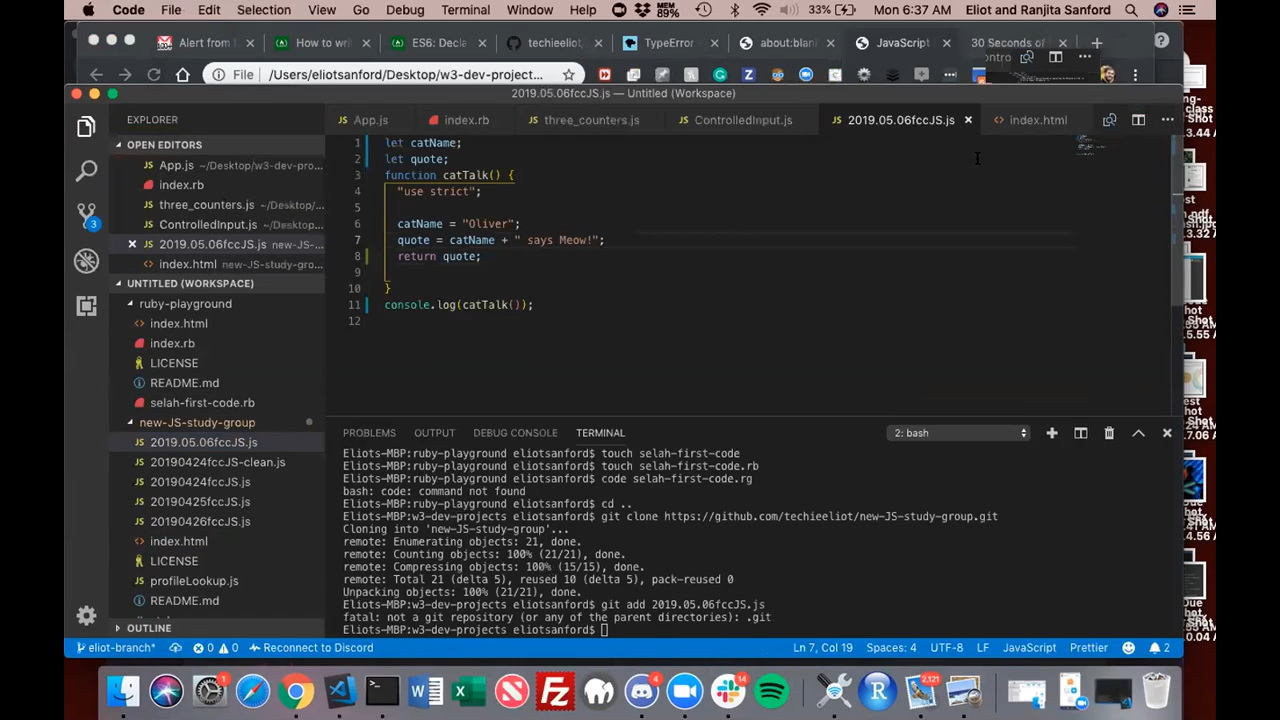 Code File Edit Selection View Go Debug Terminal Window Help MEM 89% 33% Mon 6:37 AM Eliot and Ranjita Sanford
Alert from How to wri ES6: Decla techieeliot/ TypeError about:blan JavaScript 30 Seconds of
File /Users/eliotsanford/Desktop/w3-dev-project...
2019.05.06fccJS.js — Untitled (Workspace)
EXPLORER App.js index.rb three_counters.js ControlledInput.js 2019.05.06fccJS.js index.html
OPEN EDITORS
App.js ~/Desktop/w3-dev-pro...
index.rb
three_counters.js ~/Desktop...
ControlledInput.js ~/Desktop...
2019.05.06fccJS.js new-JS-...
index.html new-JS-study-gro...
UNTITLED (WORKSPACE)
ruby-playground
index.html
index.rb
LICENSE
README.md
selah-first-code.rb
new-JS-study-group
2019.05.06fccJS.js
20190424fccJS-clean.js
20190424fccJS.js
20190425fccJS.js
20190426fccJS.js
index.html
LICENSE
profileLookup.js
README.md
OUTLINE
3
1 let catName;
2 let quote;
3 function catTalk() {
4 "use strict";
5
6 catName = "Oliver";
7 quote = catName + " says Meow!";
8 return quote;
9
10 }
11 console.log(catTalk());
12
PROBLEMS OUTPUT DEBUG CONSOLE TERMINAL 2: bash
Eliots-MBP:ruby-playground eliotsanford$ touch selah-first-code
Eliots-MBP:ruby-playground eliotsanford$ touch selah-first-code.rb
Eliots-MBP:ruby-playground eliotsanford$ code selah-first-code.rg
bash: code: command not found
Eliots-MBP:ruby-playground eliotsanford$ cd ..
Eliots-MBP:w3-dev-projects eliotsanford$ git clone https://github.com/techieeliot/new-JS-study-group.git
Cloning into 'new-JS-study-group'...
remote: Enumerating objects: 21, done.
remote: Counting objects: 100% (21/21), done.
remote: Compressing objects: 100% (15/15), done.
remote: Total 21 (delta 5), reused 10 (delta 5), pack-reused 0
Unpacking objects: 100% (21/21), done.
Eliots-MBP:w3-dev-projects eliotsanford$ git add 2019.05.06fccJS.js
fatal: not a git repository (or any of the parent directories): .git
Eliots-MBP:w3-dev-projects eliotsanford$
eliot-branch* 0 0 Reconnect to Discord Ln 7, Col 19 Spaces: 4 UTF-8 LF JavaScript Prettier 2
1 4 14 2,121